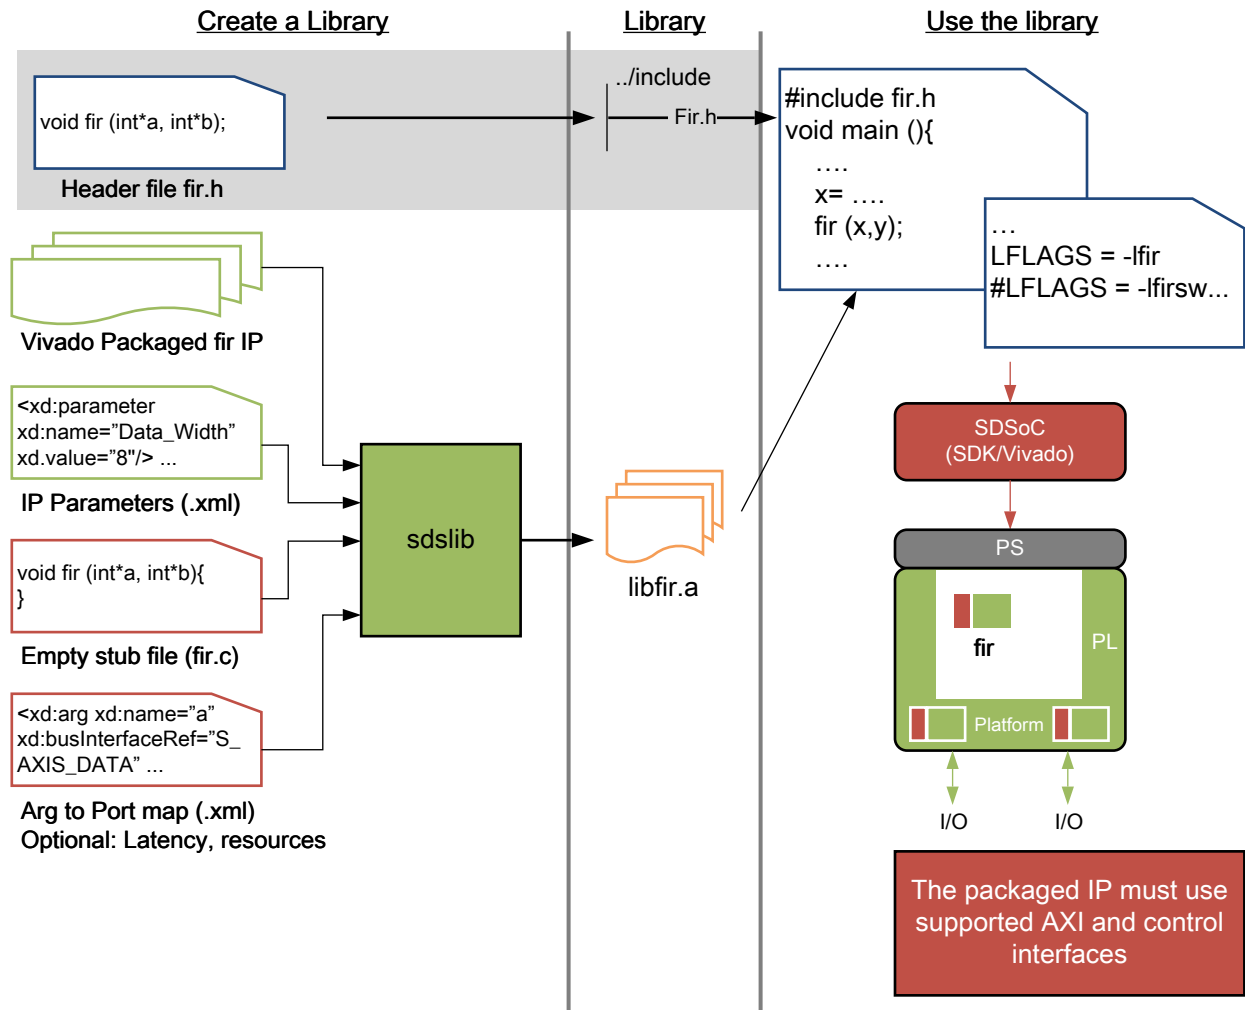 Create a Library
Library
Use the library
void fir (int*a, int*b);
Header file fir.h
../include
Fir.h
#include fir.h
void main (){
....
x= ....
fir (x,y);
....
...
LFLAGS = -lfir
#LFLAGS = -lfirsw...
Vivado Packaged fir IP
<xd:parameter
xd:name=”Data_Width”
xd.value=”8"/> ...
IP Parameters (.xml)
void fir (int*a, int*b){
}
Empty stub file (fir.c)
<xd:arg xd:name=”a”
xd:busInterfaceRef=”S_
AXIS_DATA” ...
Arg to Port map (.xml)
Optional: Latency, resources
sdslib
libfir.a
SDSoC
(SDK/Vivado)
PS
fir
PL
Platform
I/O
I/O
The packaged IP must use
supported AXI and control
interfaces